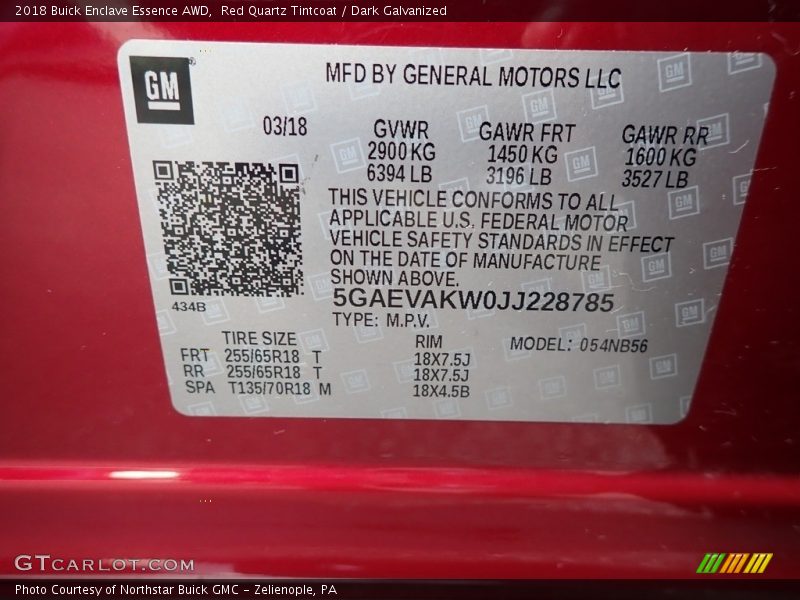 2018 Buick Enclave Essence AWD, Red Quartz Tintcoat / Dark Galvanized
GM
MFD BY GENERAL MOTORS LLC
03/18 GVWR GAWR FRT GAWR RR
2900 KG 1450 KG 1600 KG
6394 LB 3196 LB 3527 LB
THIS VEHICLE CONFORMS TO ALL
APPLICABLE U.S. FEDERAL MOTOR
VEHICLE SAFETY STANDARDS IN EFFECT
ON THE DATE OF MANUFACTURE
SHOWN ABOVE.
434B
5GAEVAKW0JJ228785
TYPE: M.P.V.
TIRE SIZE RIM MODEL: 054NB56
FRT 255/65R18 T 18X7.5J
RR 255/65R18 T 18X7.5J
SPA T135/70R18 M 18X4.5B
GTCARLOT.COM
Photo Courtesy of Northstar Buick GMC - Zelienople, PA